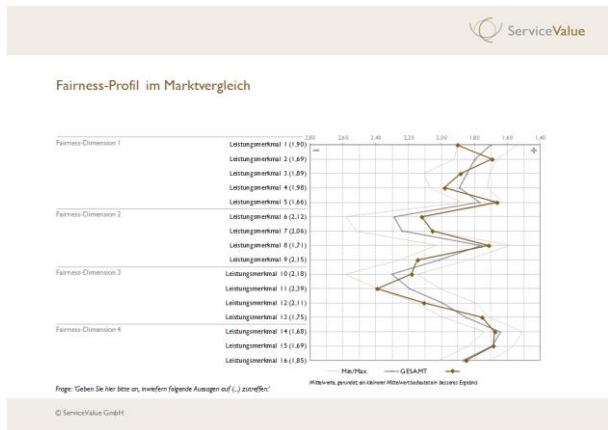 ServiceValue
Fairness-Profil im Marktvergleich
2,80 2,60 2,40 2,20 2,00 1,80 1,60 1,40
Fairness-Dimension 1 Leistungsmerkmal 1 (1,90)
Leistungsmerkmal 2 (1,69)
Leistungsmerkmal 3 (1,89)
Leistungsmerkmal 4 (1,98)
Leistungsmerkmal 5 (1,66)
Fairness-Dimension 2 Leistungsmerkmal 6 (2,12)
Leistungsmerkmal 7 (2,06)
Leistungsmerkmal 8 (1,71)
Leistungsmerkmal 9 (2,15)
Fairness-Dimension 3 Leistungsmerkmal 10 (2,18)
Leistungsmerkmal 11 (2,39)
Leistungsmerkmal 12 (2,11)
Leistungsmerkmal 13 (1,75)
Fairness-Dimension 4 Leistungsmerkmal 14 (1,68)
Leistungsmerkmal 15 (1,69)
Leistungsmerkmal 16 (1,85)
Min/Max GESAMT
Mittelwerte, gerundet; ein kleinerer Mittelwert bedeutet ein besseres Ergebnis
Frage: 'Geben Sie hier bitte an, inwiefern folgende Aussagen auf (...) zutreffen:'
© ServiceValue GmbH